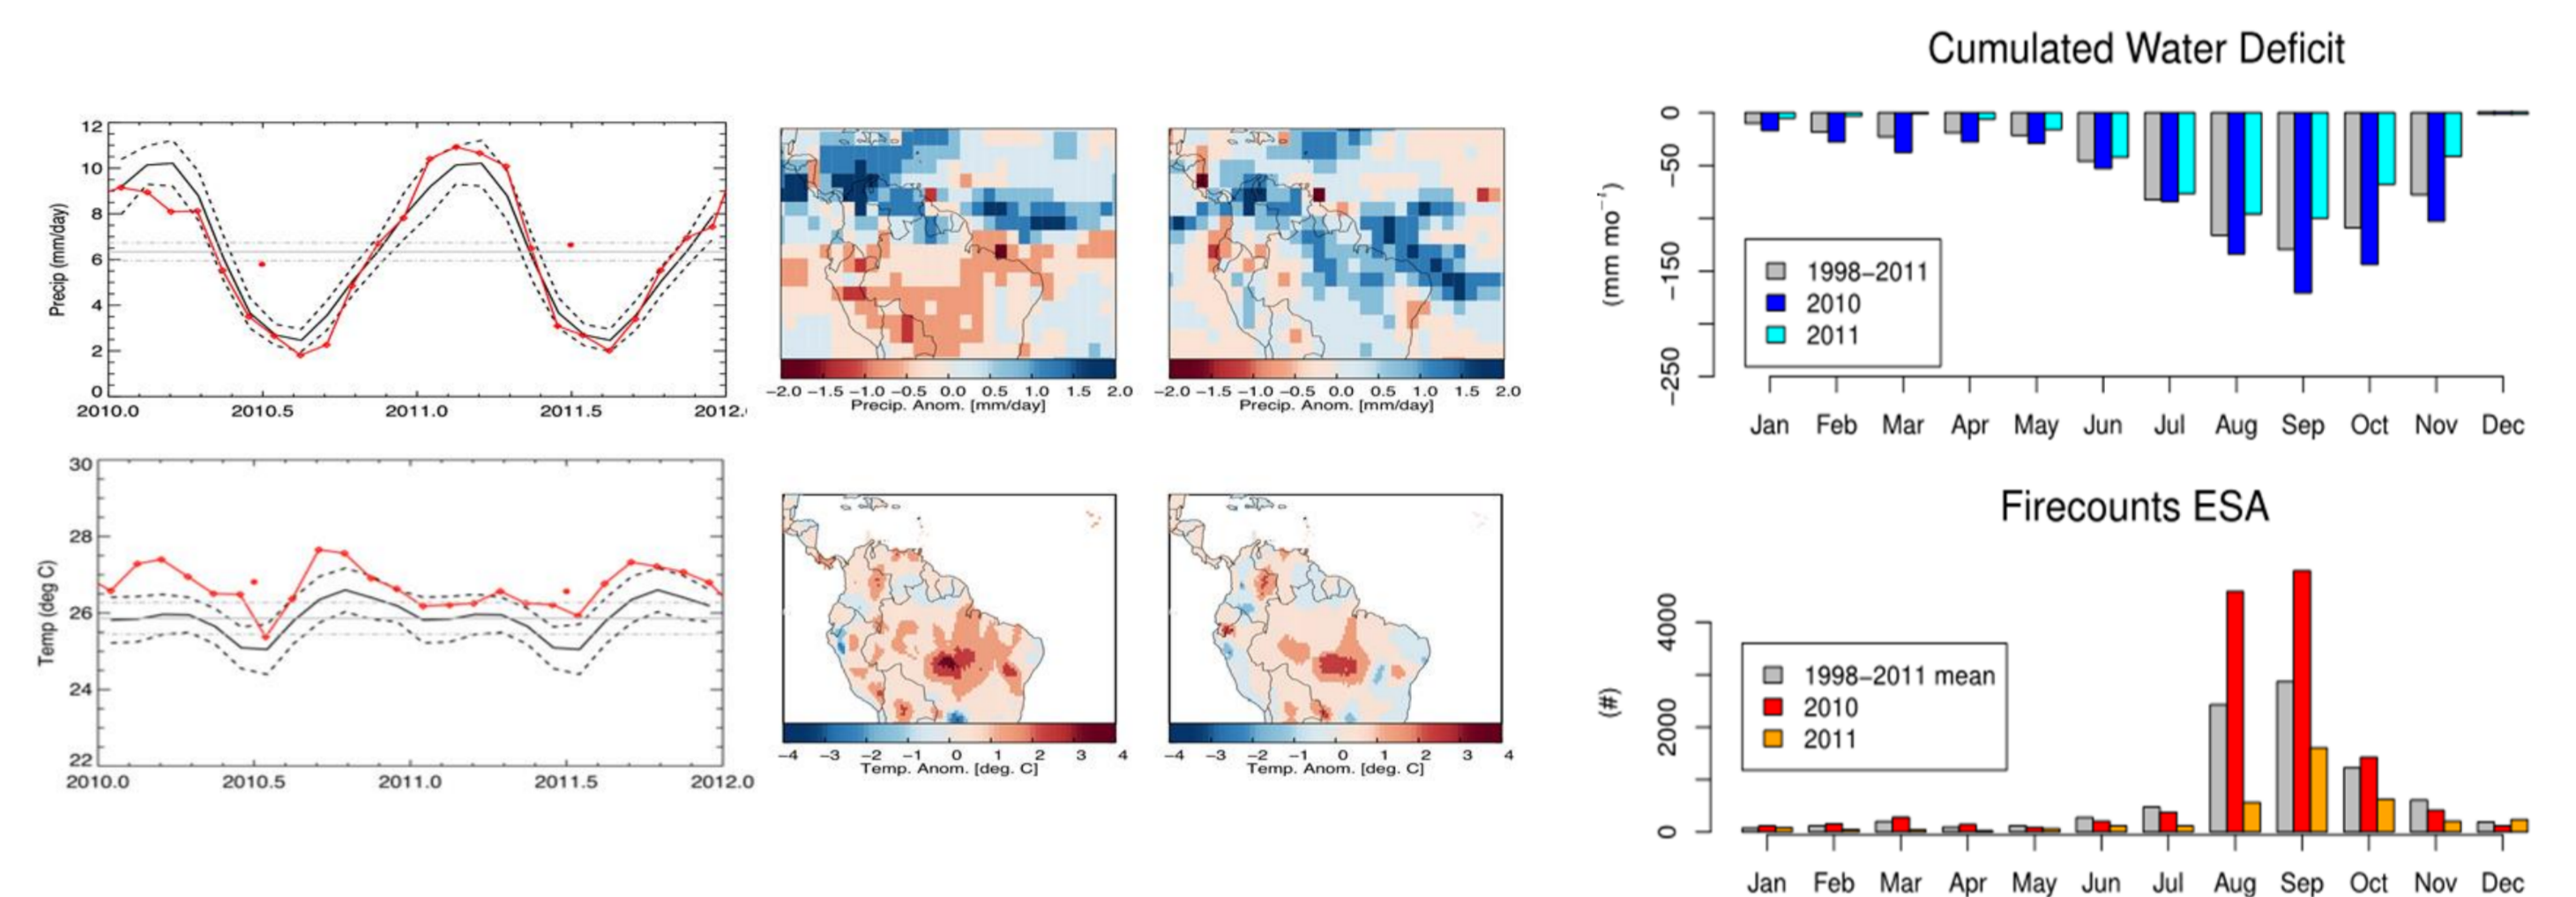 12
10
8
6
4
2
0
Precip (mm/day)
2010.0 2010.5 2011.0 2011.5 2012.
−2.0 −1.5 −1.0 −0.5 0.0 0.5 1.0 1.5 2.0
Precip. Anom. [mm/day]
−2.0 −1.5 −1.0 −0.5 0.0 0.5 1.0 1.5 2.0
Precip. Anom. [mm/day]
Cumulated Water Deficit
0
−50
−150
−250
(mm mo⁻¹)
1998−2011
2010
2011
Jan Feb Mar Apr May Jun Jul Aug Sep Oct Nov Dec
30
28
26
24
22
Temp (deg C)
2010.0 2010.5 2011.0 2011.5 2012.0
−4 −3 −2 −1 0 1 2 3 4
Temp. Anom. [deg. C]
−4 −3 −2 −1 0 1 2 3 4
Temp. Anom. [deg. C]
Firecounts ESA
4000
2000
0
(#)
1998−2011 mean
2010
2011
Jan Feb Mar Apr May Jun Jul Aug Sep Oct Nov Dec